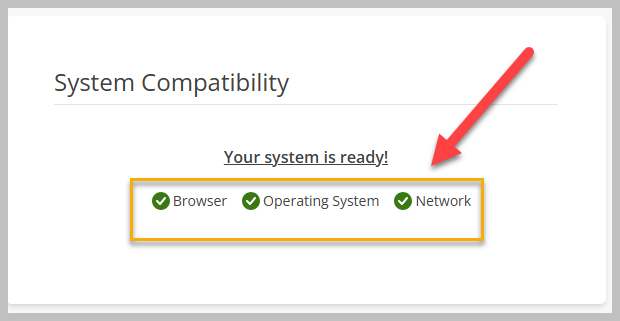 System Compatibility
Your system is ready!
Browser Operating System Network